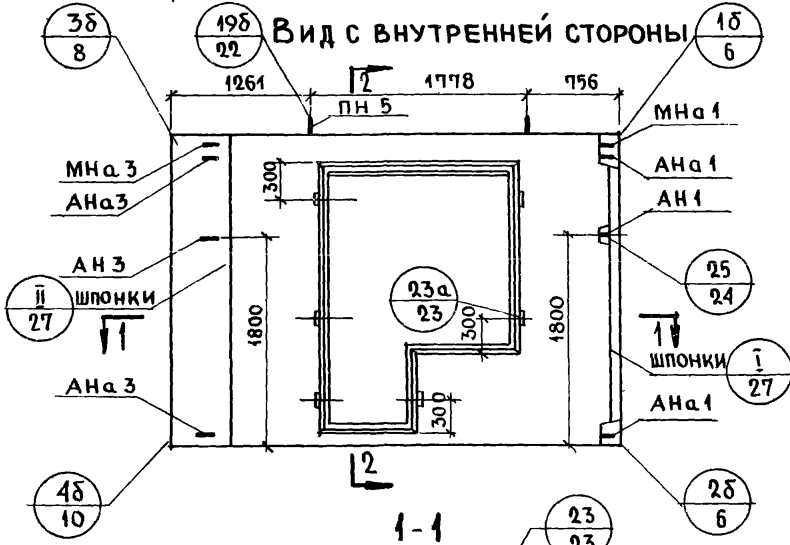 Вид с внутренней стороны
3б
8
19б
22
1б
6
1261
2
1778
756
ПН 5
МНа 1
МНа 3
300
АНа 1
АНа3
АН 1
АН 3
25
24
II
27
шпонки
23а
23
1
1800
300
1800
1
шпонки
I
27
АНа 3
300
АНа 1
2
4б
10
2б
6
1-1
23
23